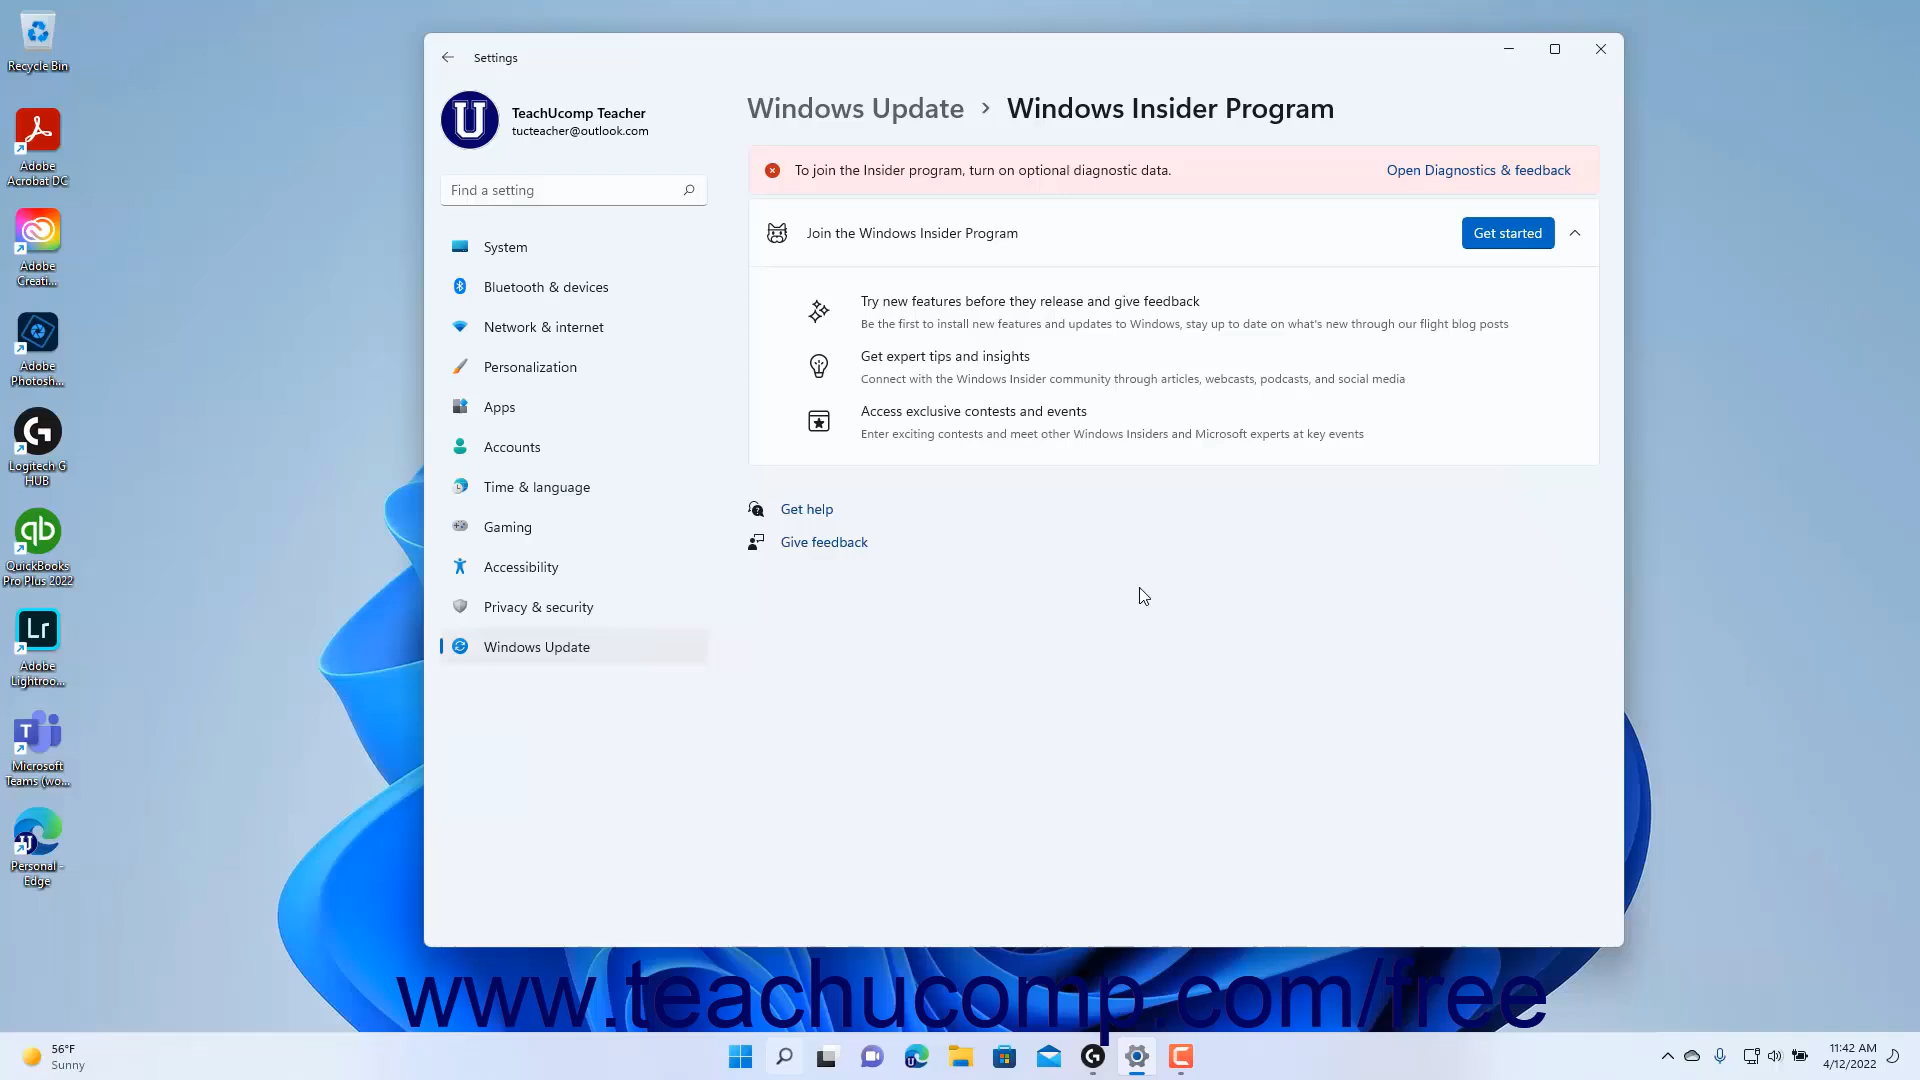 Recycle Bin
Adobe
Acrobat DC
Adobe
Creati...
Adobe
Photosh...
Logitech G
HUB
QuickBooks
Pro Plus 2022
Lr
Adobe
Lightroo...
Microsoft
Teams (wo...
Personal -
Edge
Settings
TeachUcomp Teacher
tucteacher@outlook.com
Find a setting
System
Bluetooth & devices
Network & internet
Personalization
Apps
Accounts
Time & language
Gaming
Accessibility
Privacy & security
Windows Update
Windows Update > Windows Insider Program
To join the Insider program, turn on optional diagnostic data. Open Diagnostics & feedback
Join the Windows Insider Program Get started
Try new features before they release and give feedback
Be the first to install new features and updates to Windows, stay up to date on what's new through our flight blog posts
Get expert tips and insights
Connect with the Windows Insider community through articles, webcasts, podcasts, and social media
Access exclusive contests and events
Enter exciting contests and meet other Windows Insiders and Microsoft experts at key events
Get help
Give feedback
www.teachucomp.com/free
56°F
Sunny
11:42 AM
4/12/2022